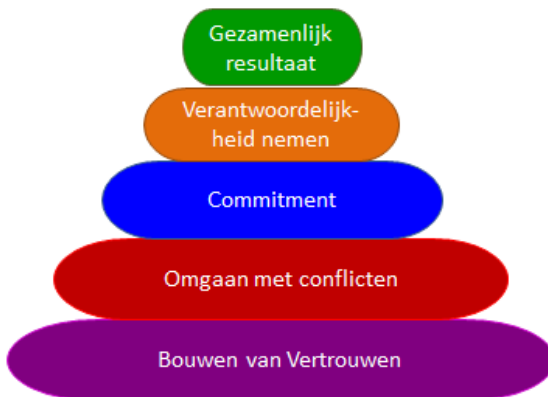 Gezamenlijk
resultaat
Verantwoordelijk-
heid nemen
Commitment
Omgaan met conflicten
Bouwen van Vertrouwen